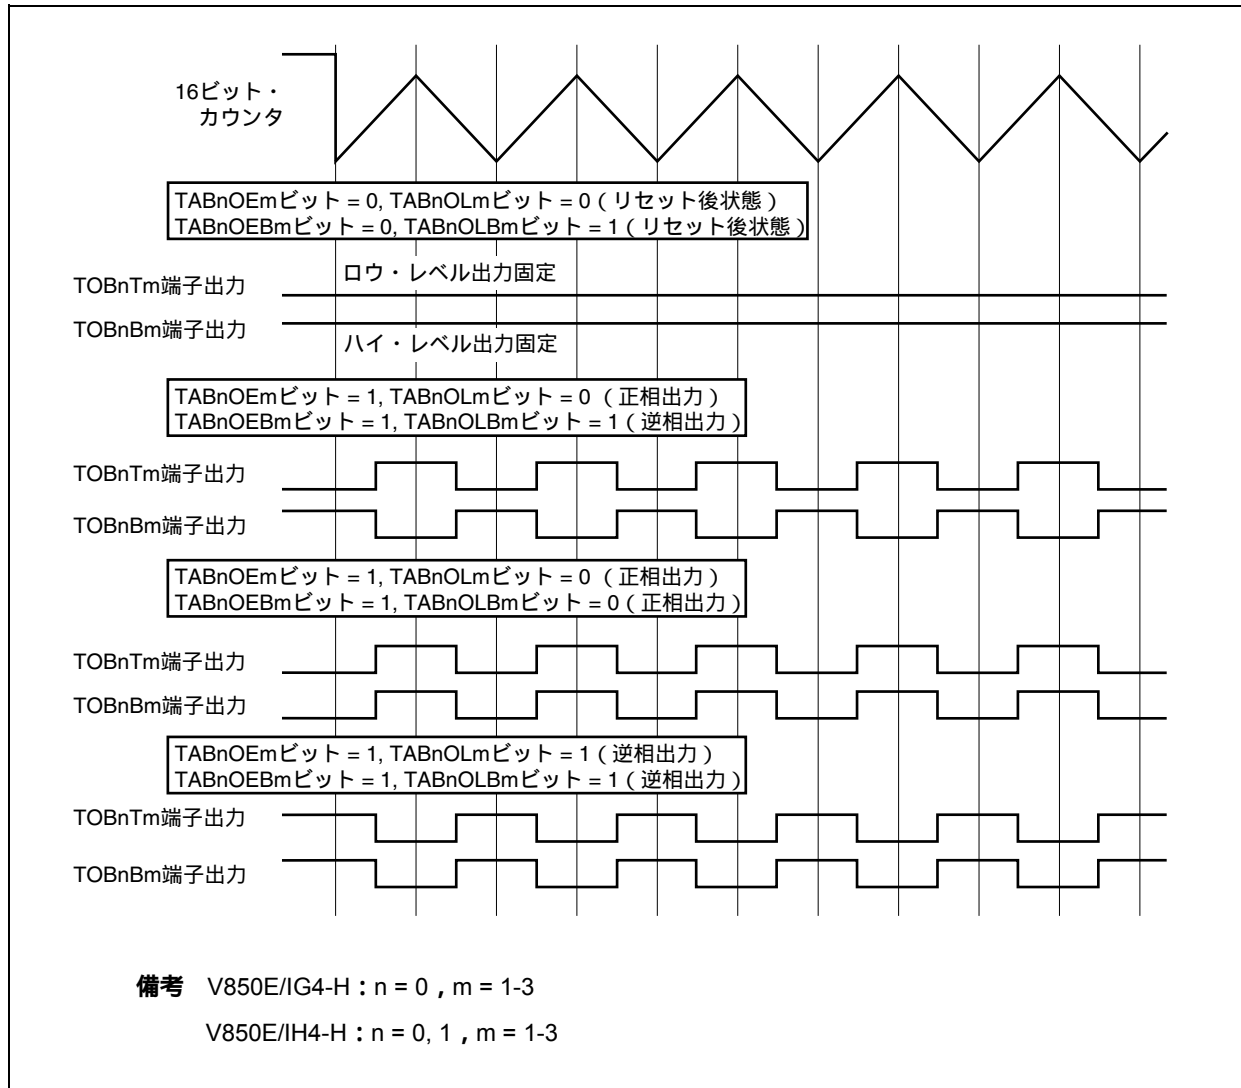 16ビット・
カウンタ
TABnOEmビット = 0, TABnOLmビット = 0（リセット後状態）
TABnOEBmビット = 0, TABnOLBmビット = 1（リセット後状態）
ロウ・レベル出力固定
TOBnTm端子出力
TOBnBm端子出力
ハイ・レベル出力固定
TABnOEmビット = 1, TABnOLmビット = 0（正相出力）
TABnOEBmビット = 1, TABnOLBmビット = 1（逆相出力）
TOBnTm端子出力
TOBnBm端子出力
TABnOEmビット = 1, TABnOLmビット = 0（正相出力）
TABnOEBmビット = 1, TABnOLBmビット = 0（正相出力）
TOBnTm端子出力
TOBnBm端子出力
TABnOEmビット = 1, TABnOLmビット = 1（逆相出力）
TABnOEBmビット = 1, TABnOLBmビット = 1（逆相出力）
TOBnTm端子出力
TOBnBm端子出力
備考 V850E/IG4-H：n = 0，m = 1-3
V850E/IH4-H：n = 0, 1，m = 1-3